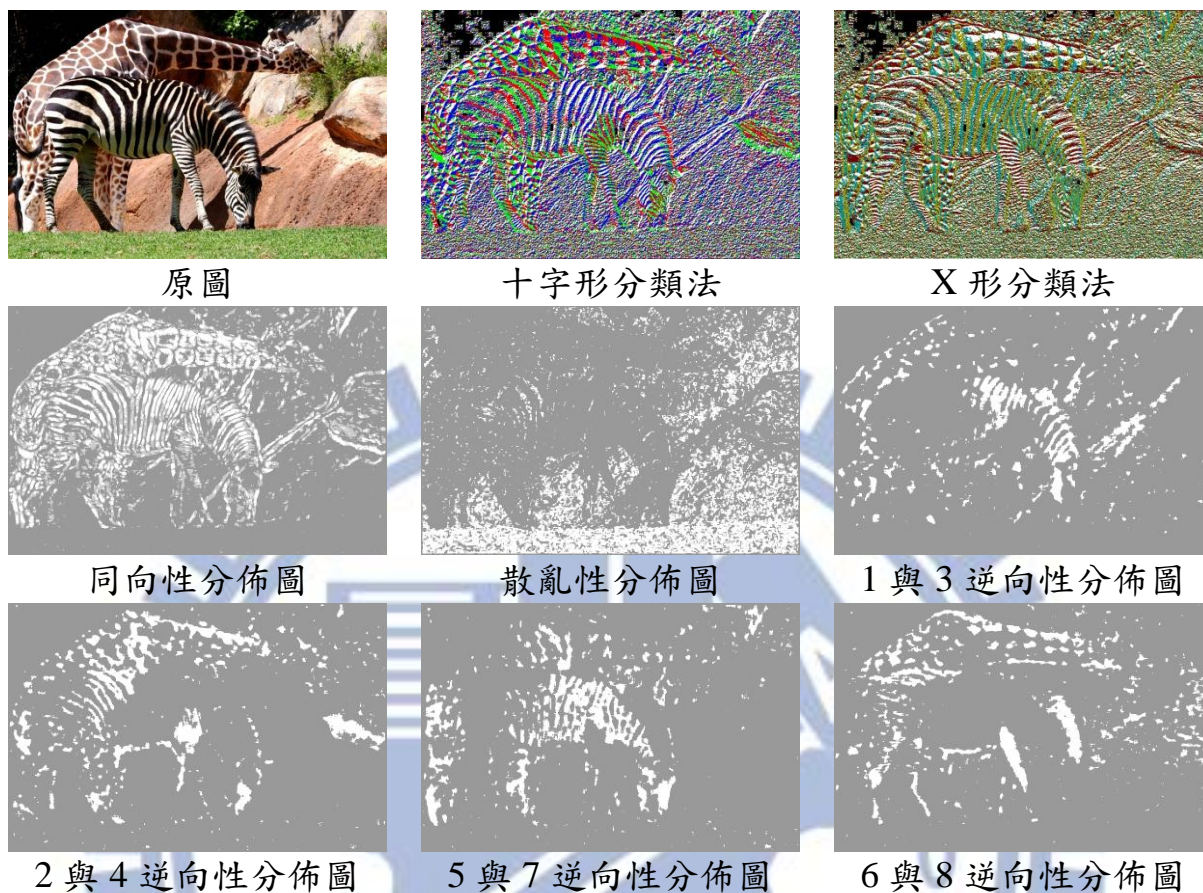 原圖 十字形分類法 X 形分類法
同向性分佈圖 散亂性分佈圖 1 與 3 逆向性分佈圖
2 與 4 逆向性分佈圖 5 與 7 逆向性分佈圖 6 與 8 逆向性分佈圖